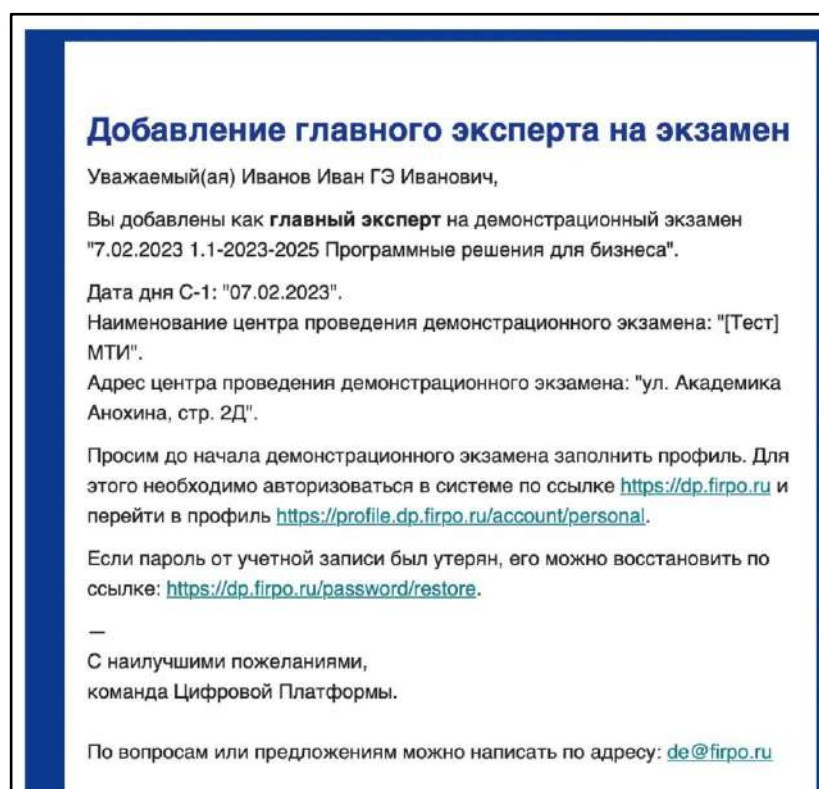 Добавление главного эксперта на экзамен
Уважаемый(ая) Иванов Иван ГЭ Иванович,
Вы добавлены как главный эксперт на демонстрационный экзамен
"7.02.2023 1.1-2023-2025 Программные решения для бизнеса".
Дата дня С-1: "07.02.2023".
Наименование центра проведения демонстрационного экзамена: "[Тест]
МТИ".
Адрес центра проведения демонстрационного экзамена: "ул. Академика
Анохина, стр. 2Д".
Просим до начала демонстрационного экзамена заполнить профиль. Для
этого необходимо авторизоваться в системе по ссылке https://dp.firpo.ru и
перейти в профиль https://profile.dp.firpo.ru/account/personal.
Если пароль от учетной записи был утерян, его можно восстановить по
ссылке: https://dp.firpo.ru/password/restore.
—
С наилучшими пожеланиями,
команда Цифровой Платформы.
По вопросам или предложениям можно написать по адресу: de@firpo.ru